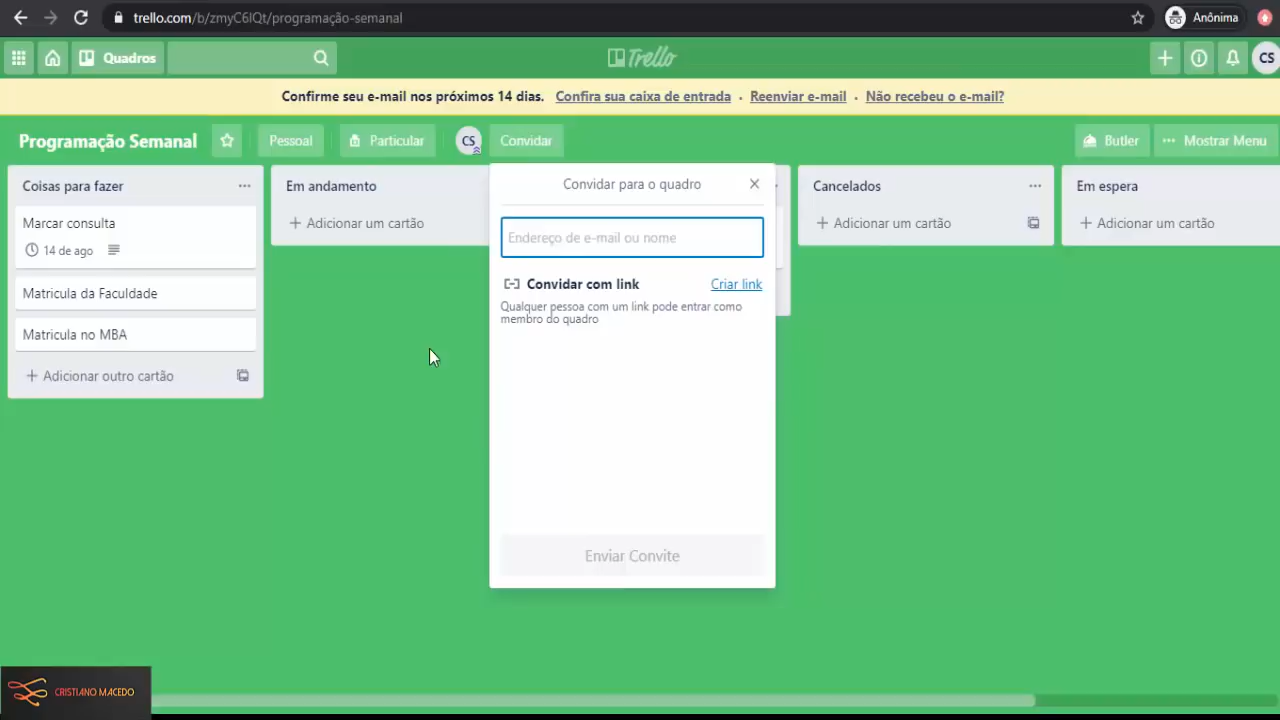 trello.com/b/zmyC6lQt/programação-semanal
Anônima
Quadros
Trello
CS
Confirme seu e-mail nos próximos 14 dias. Confira sua caixa de entrada · Reenviar e-mail · Não recebeu o e-mail?
Programação Semanal
Pessoal
Particular
CS
Convidar
Butler
Mostrar Menu
Coisas para fazer
Marcar consulta
14 de ago
Matricula da Faculdade
Matricula no MBA
+ Adicionar outro cartão
Em andamento
+ Adicionar um cartão
Convidar para o quadro
Endereço de e-mail ou nome
Convidar com link
Criar link
Qualquer pessoa com um link pode entrar como
membro do quadro
Enviar Convite
Cancelados
+ Adicionar um cartão
Em espera
+ Adicionar um cartão
CRISTIANO MACEDO